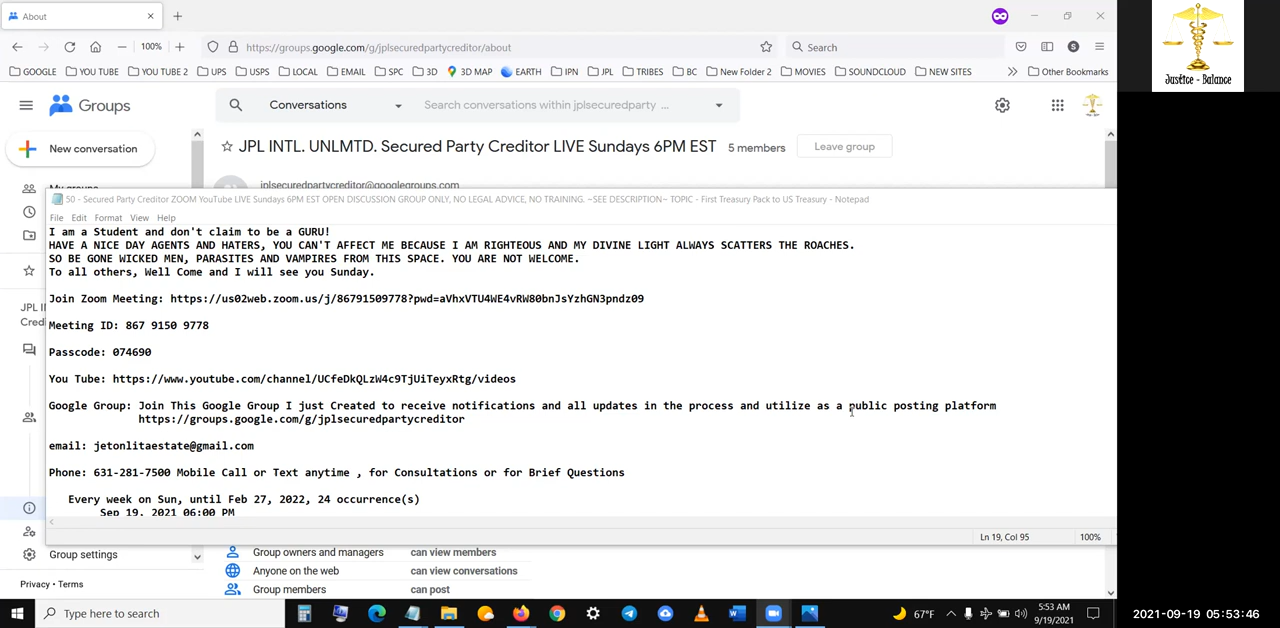 About
100%
https://groups.google.com/g/jplsecuredpartycreditor/about
Search
GOOGLE YOU TUBE YOU TUBE 2 UPS USPS LOCAL EMAIL SPC 3D 3D MAP EARTH IPN JPL TRIBES BC New Folder 2 MOVIES SOUNDCLOUD NEW SITES Other Bookmarks
Justice - Balance
Groups
Conversations
Search conversations within jplsecuredparty ...
New conversation
JPL INTL. UNLMTD. Secured Party Creditor LIVE Sundays 6PM EST 5 members Leave group
My groups
jplsecuredpartycreditor@googlegroups.com
50 - Secured Party Creditor ZOOM YouTube LIVE Sundays 6PM EST OPEN DISCUSSION GROUP ONLY, NO LEGAL ADVICE, NO TRAINING. ~SEE DESCRIPTION~ TOPIC - First Treasury Pack to US Treasury - Notepad
File Edit Format View Help
I am a Student and don't claim to be a GURU!
HAVE A NICE DAY AGENTS AND HATERS, YOU CAN'T AFFECT ME BECAUSE I AM RIGHTEOUS AND MY DIVINE LIGHT ALWAYS SCATTERS THE ROACHES.
SO BE GONE WICKED MEN, PARASITES AND VAMPIRES FROM THIS SPACE. YOU ARE NOT WELCOME.
To all others, Well Come and I will see you Sunday.
Join Zoom Meeting: https://us02web.zoom.us/j/86791509778?pwd=aVhxVTU4WE4vRW80bnJsYzhGN3pndz09
Meeting ID: 867 9150 9778
Passcode: 074690
You Tube: https://www.youtube.com/channel/UCfeDkQLzW4c9TjUiTeyxRtg/videos
Google Group: Join This Google Group I just Created to receive notifications and all updates in the process and utilize as a public posting platform
https://groups.google.com/g/jplsecuredpartycreditor
email: jetonlitaestate@gmail.com
Phone: 631-281-7500 Mobile Call or Text anytime , for Consultations or for Brief Questions
Every week on Sun, until Feb 27, 2022, 24 occurrence(s)
Sep 19, 2021 06:00 PM
JPL I
Credi
Ln 19, Col 95 100%
Group settings
Group owners and managers can view members
Anyone on the web can view conversations
Group members can post
Privacy • Terms
Type here to search
67°F
5:53 AM
9/19/2021
2021-09-19 05:53:46